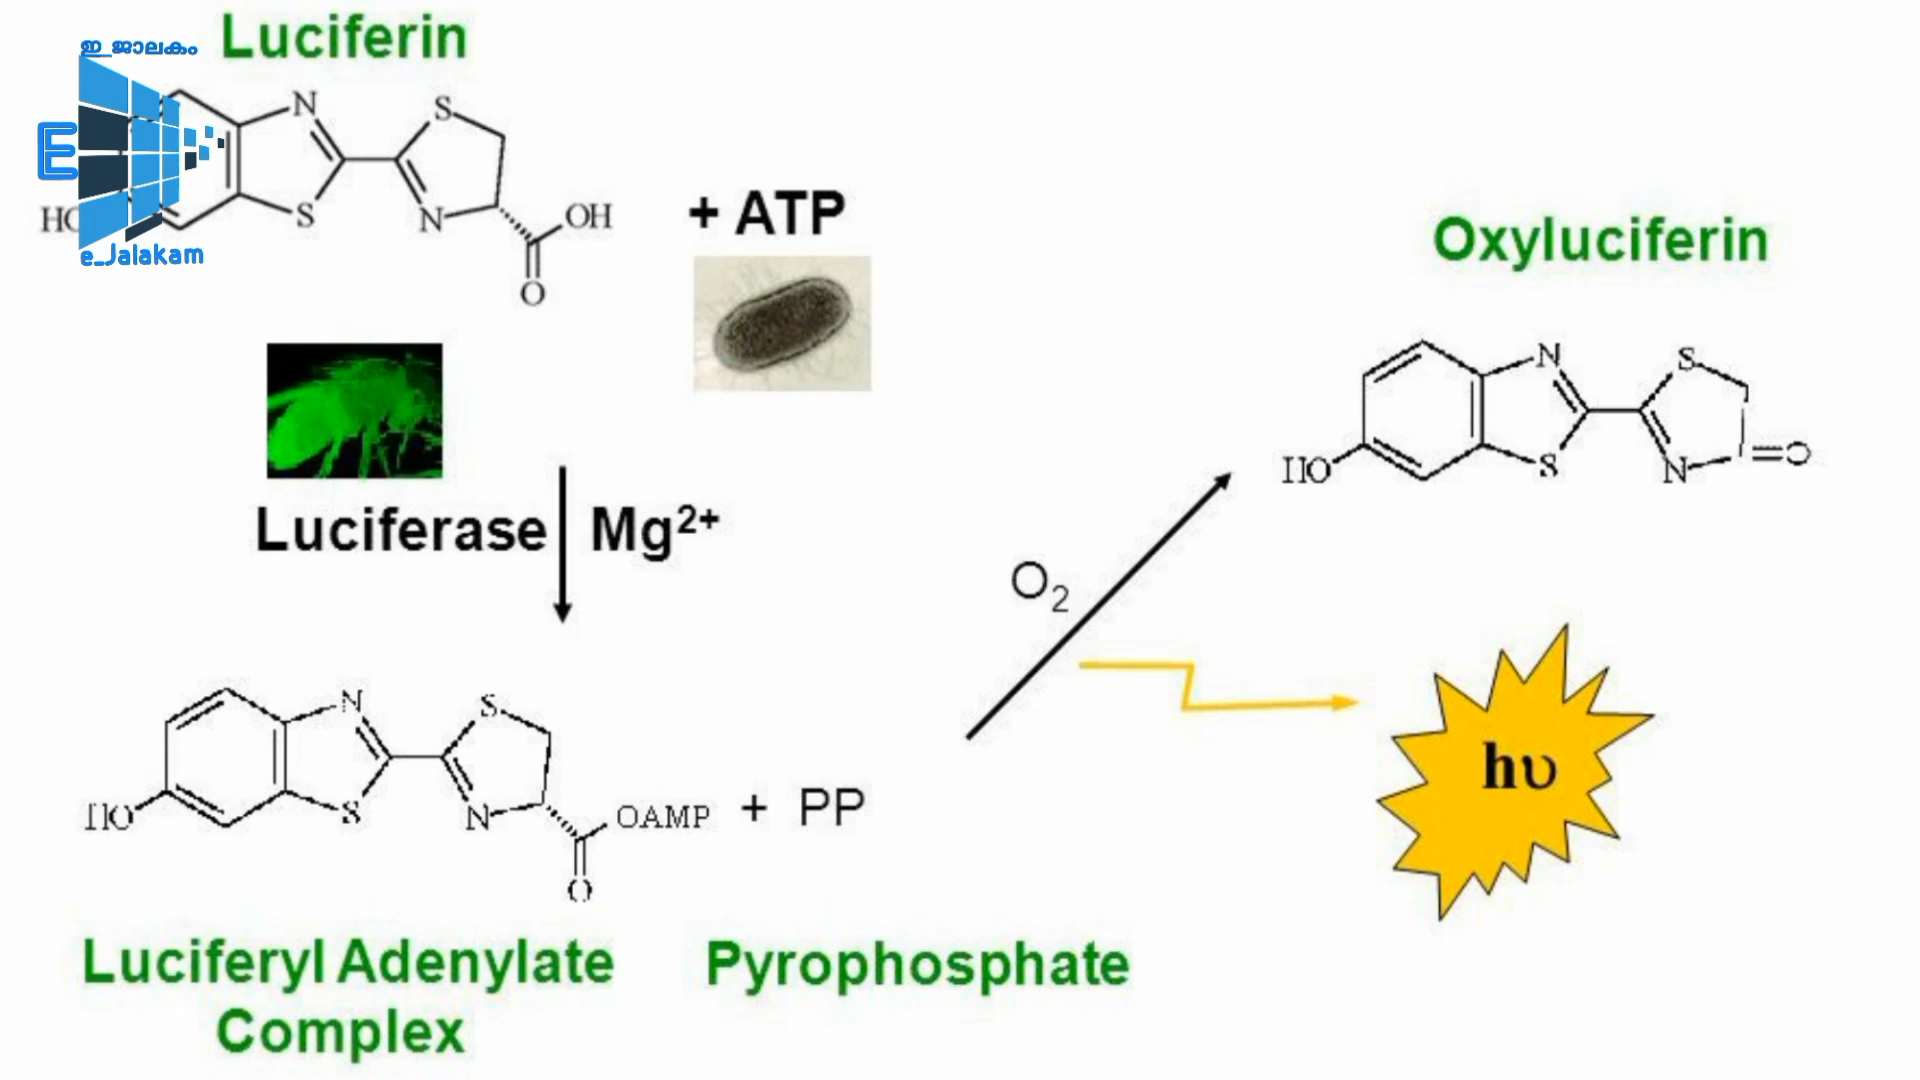 Luciferin
ഇ_ജാലകം
E
e_Jalakam
N
S
S
N
OH
O
+ ATP
Oxyluciferin
N
S
HO
S
N
O
Luciferase
Mg²⁺
O₂
hυ
N
S
HO
S
N
OAMP + PP
O
Luciferyl Adenylate
Complex
Pyrophosphate